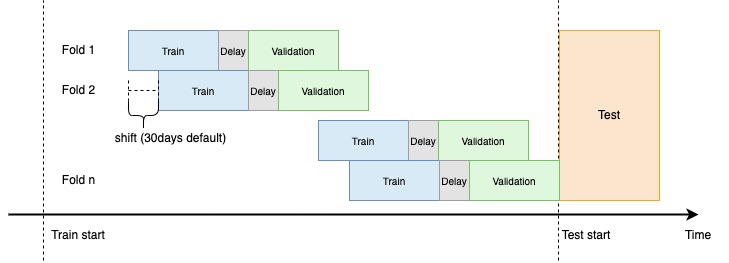 Fold 1
Train
Delay
Validation
Fold 2
Train
Delay
Validation
shift (30days default)
Train
Delay
Validation
Fold n
Train
Delay
Validation
Test
Train start
Test start
Time